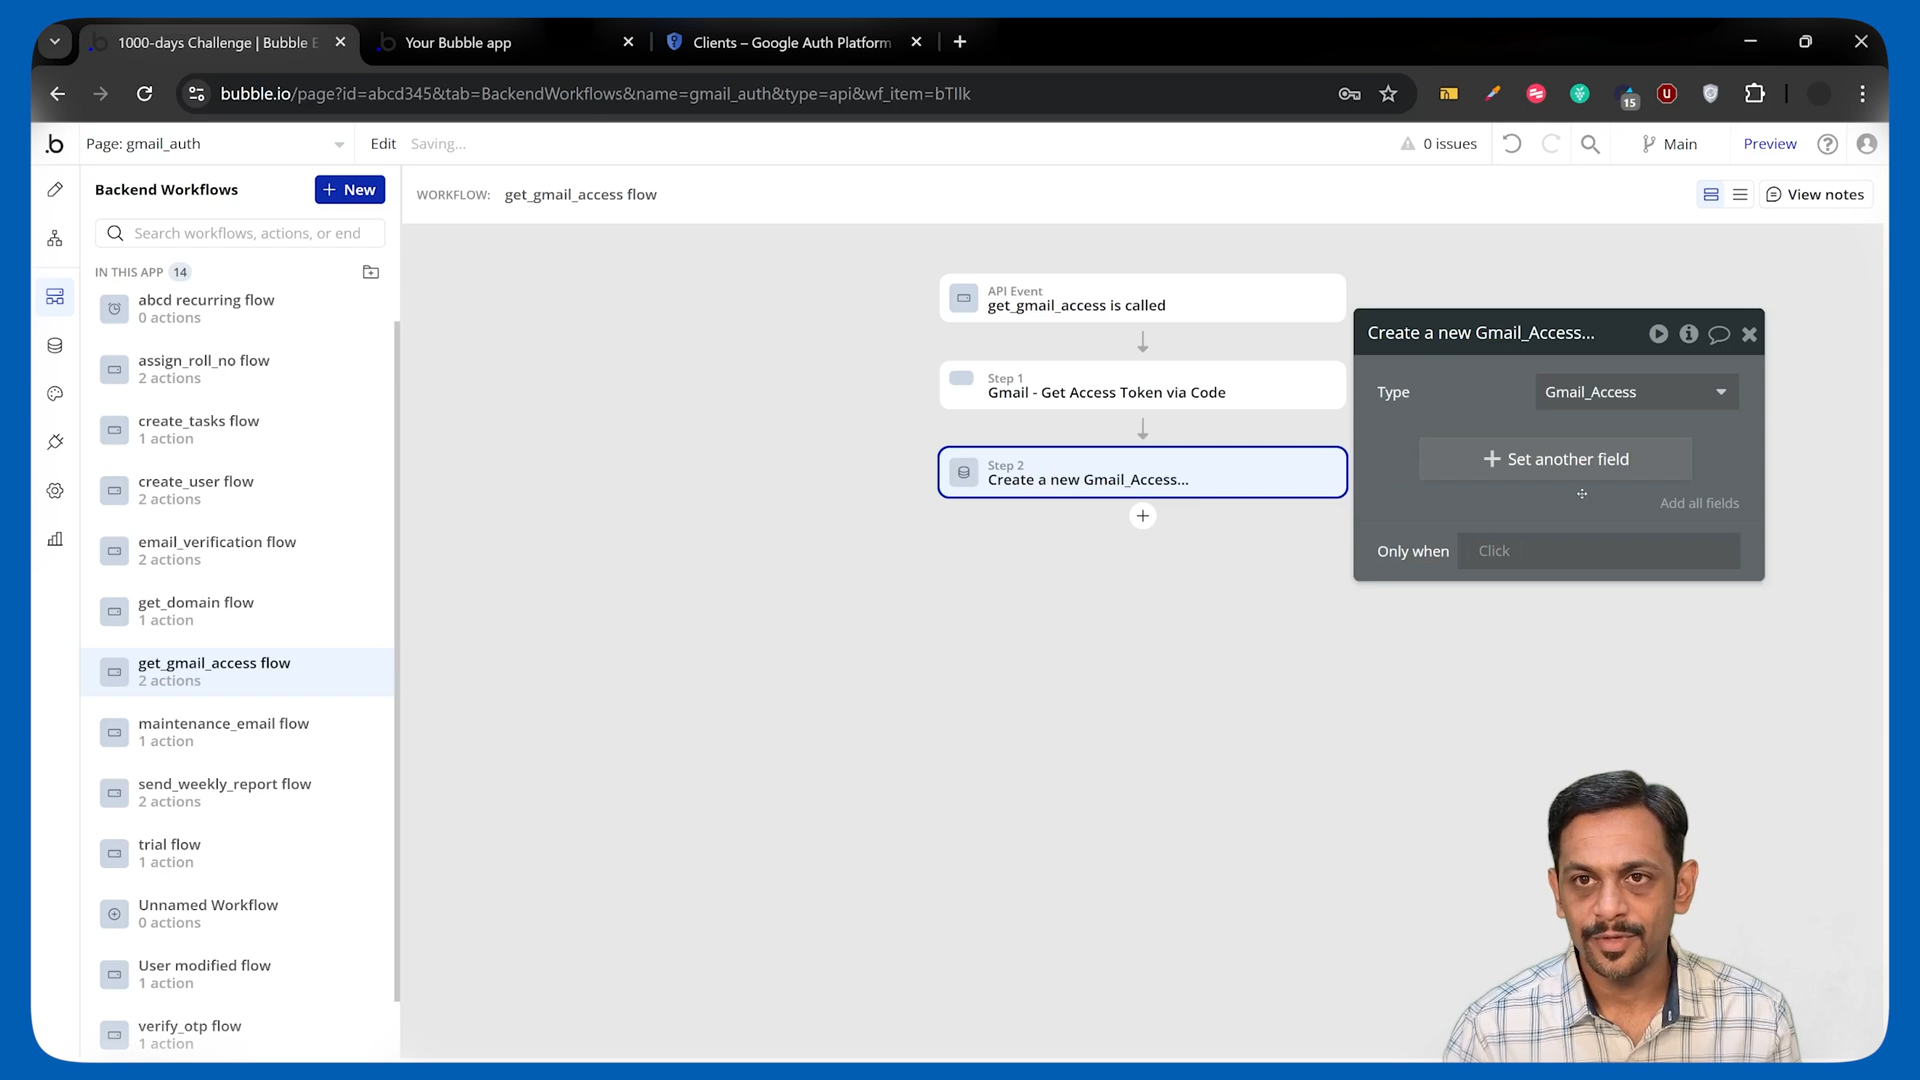 1000-days Challenge | Bubble E
Your Bubble app
Clients – Google Auth Platform
bubble.io/page?id=abcd345&tab=BackendWorkflows&name=gmail_auth&type=api&wf_item=bTIlk
15
Page: gmail_auth
Edit
Saving...
0 issues
Main
Preview
Backend Workflows
New
WORKFLOW:
get_gmail_access flow
View notes
Search workflows, actions, or end
IN THIS APP
14
abcd recurring flow
0 actions
assign_roll_no flow
2 actions
create_tasks flow
1 action
create_user flow
2 actions
email_verification flow
2 actions
get_domain flow
1 action
get_gmail_access flow
2 actions
maintenance_email flow
1 action
send_weekly_report flow
2 actions
trial flow
1 action
Unnamed Workflow
0 actions
User modified flow
1 action
verify_otp flow
1 action
API Event
get_gmail_access is called
Step 1
Gmail - Get Access Token via Code
Step 2
Create a new Gmail_Access...
Create a new Gmail_Access...
Type
Gmail_Access
Set another field
Add all fields
Only when
Click